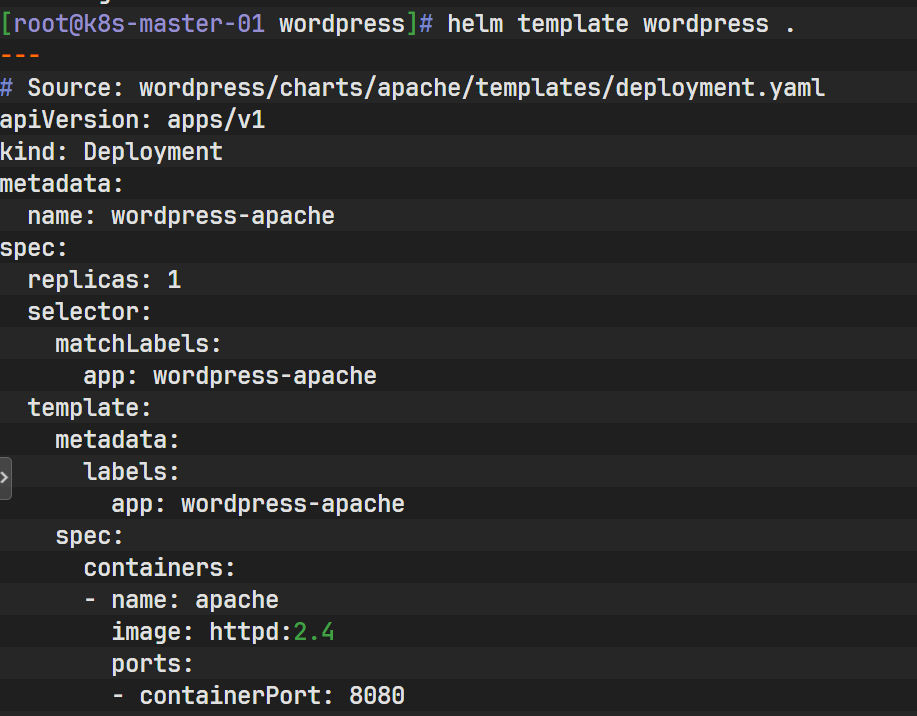 [root@k8s-master-01 wordpress]# helm template wordpress .
---
# Source: wordpress/charts/apache/templates/deployment.yaml
apiVersion: apps/v1
kind: Deployment
metadata:
  name: wordpress-apache
spec:
  replicas: 1
  selector:
    matchLabels:
      app: wordpress-apache
  template:
    metadata:
      labels:
        app: wordpress-apache
    spec:
      containers:
      - name: apache
        image: httpd:2.4
        ports:
        - containerPort: 8080